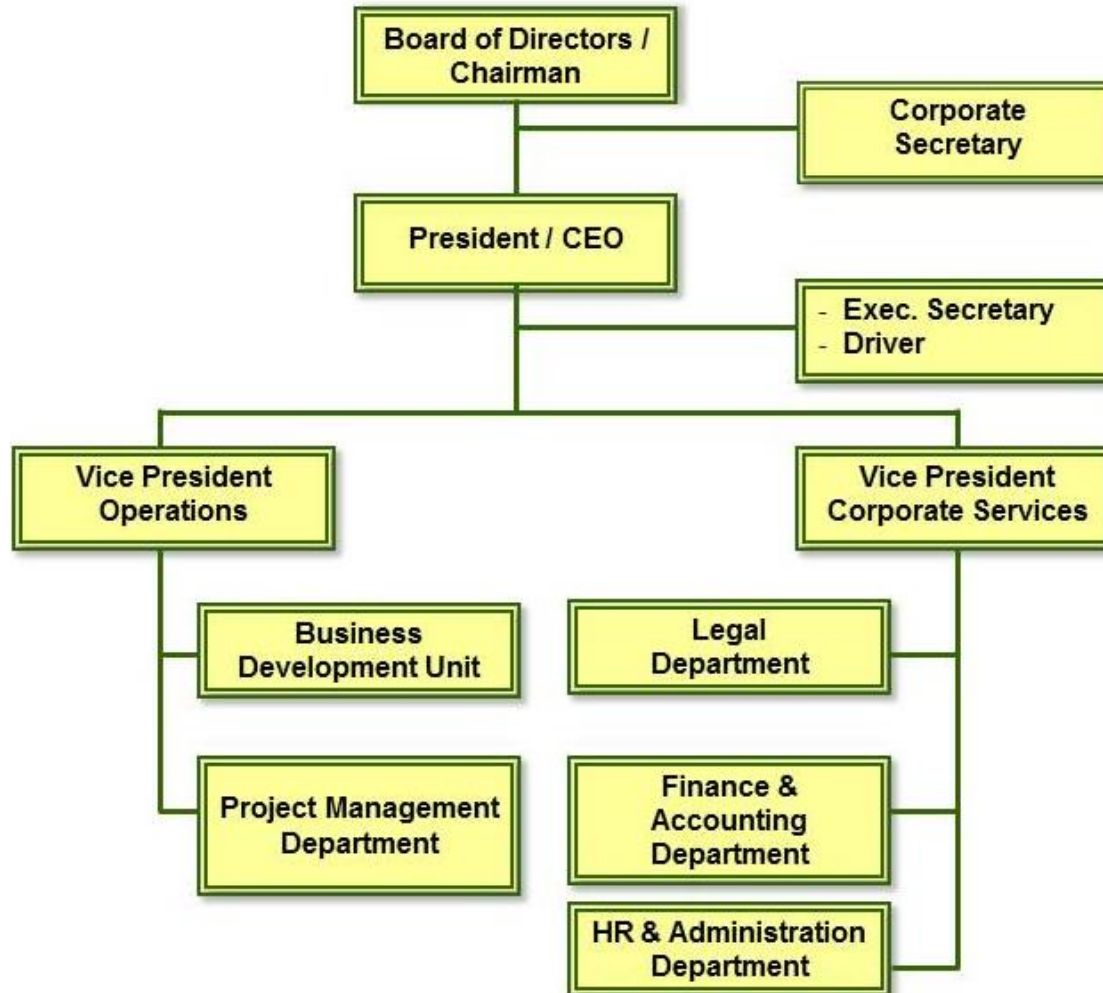 Board of Directors /
Chairman
Corporate
Secretary
President / CEO
- Exec. Secretary
- Driver
Vice President
Operations
Vice President
Corporate Services
Business
Development Unit
Legal
Department
Project Management
Department
Finance &
Accounting
Department
HR & Administration
Department